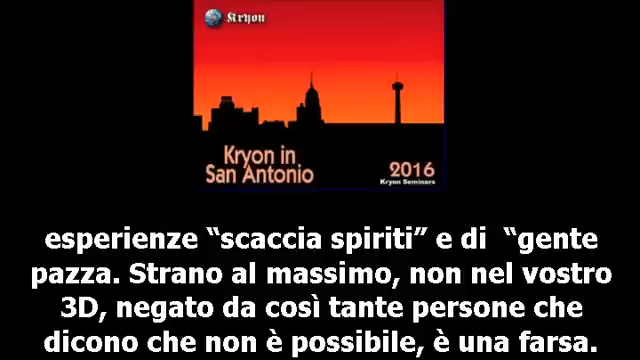 Kryon
Kryon in
San Antonio
2016
Kryon Seminars
esperienze “scaccia spiriti” e di  “gente
pazza. Strano al massimo, non nel vostro
3D, negato da così tante persone che
dicono che non è possibile, è una farsa.